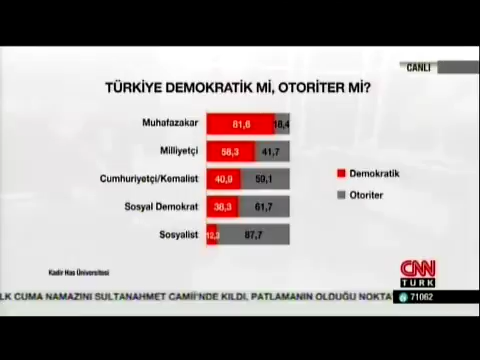 CANLI
TÜRKİYE DEMOKRATİK Mİ, OTORİTER Mİ?
Muhafazakar 81,6 18,4
Milliyetçi 58,3 41,7
Cumhuriyetçi/Kemalist 40,9 59,1
Sosyal Demokrat 38,3 61,7
Sosyalist 12,3 87,7
Demokratik
Otoriter
Kadir Has Üniversitesi
CNN
TURK
LK CUMA NAMAZINI SULTANAHMET CAMİİ'NDE KILDI, PATLAMANIN OLDUĞU NOKTA
71062